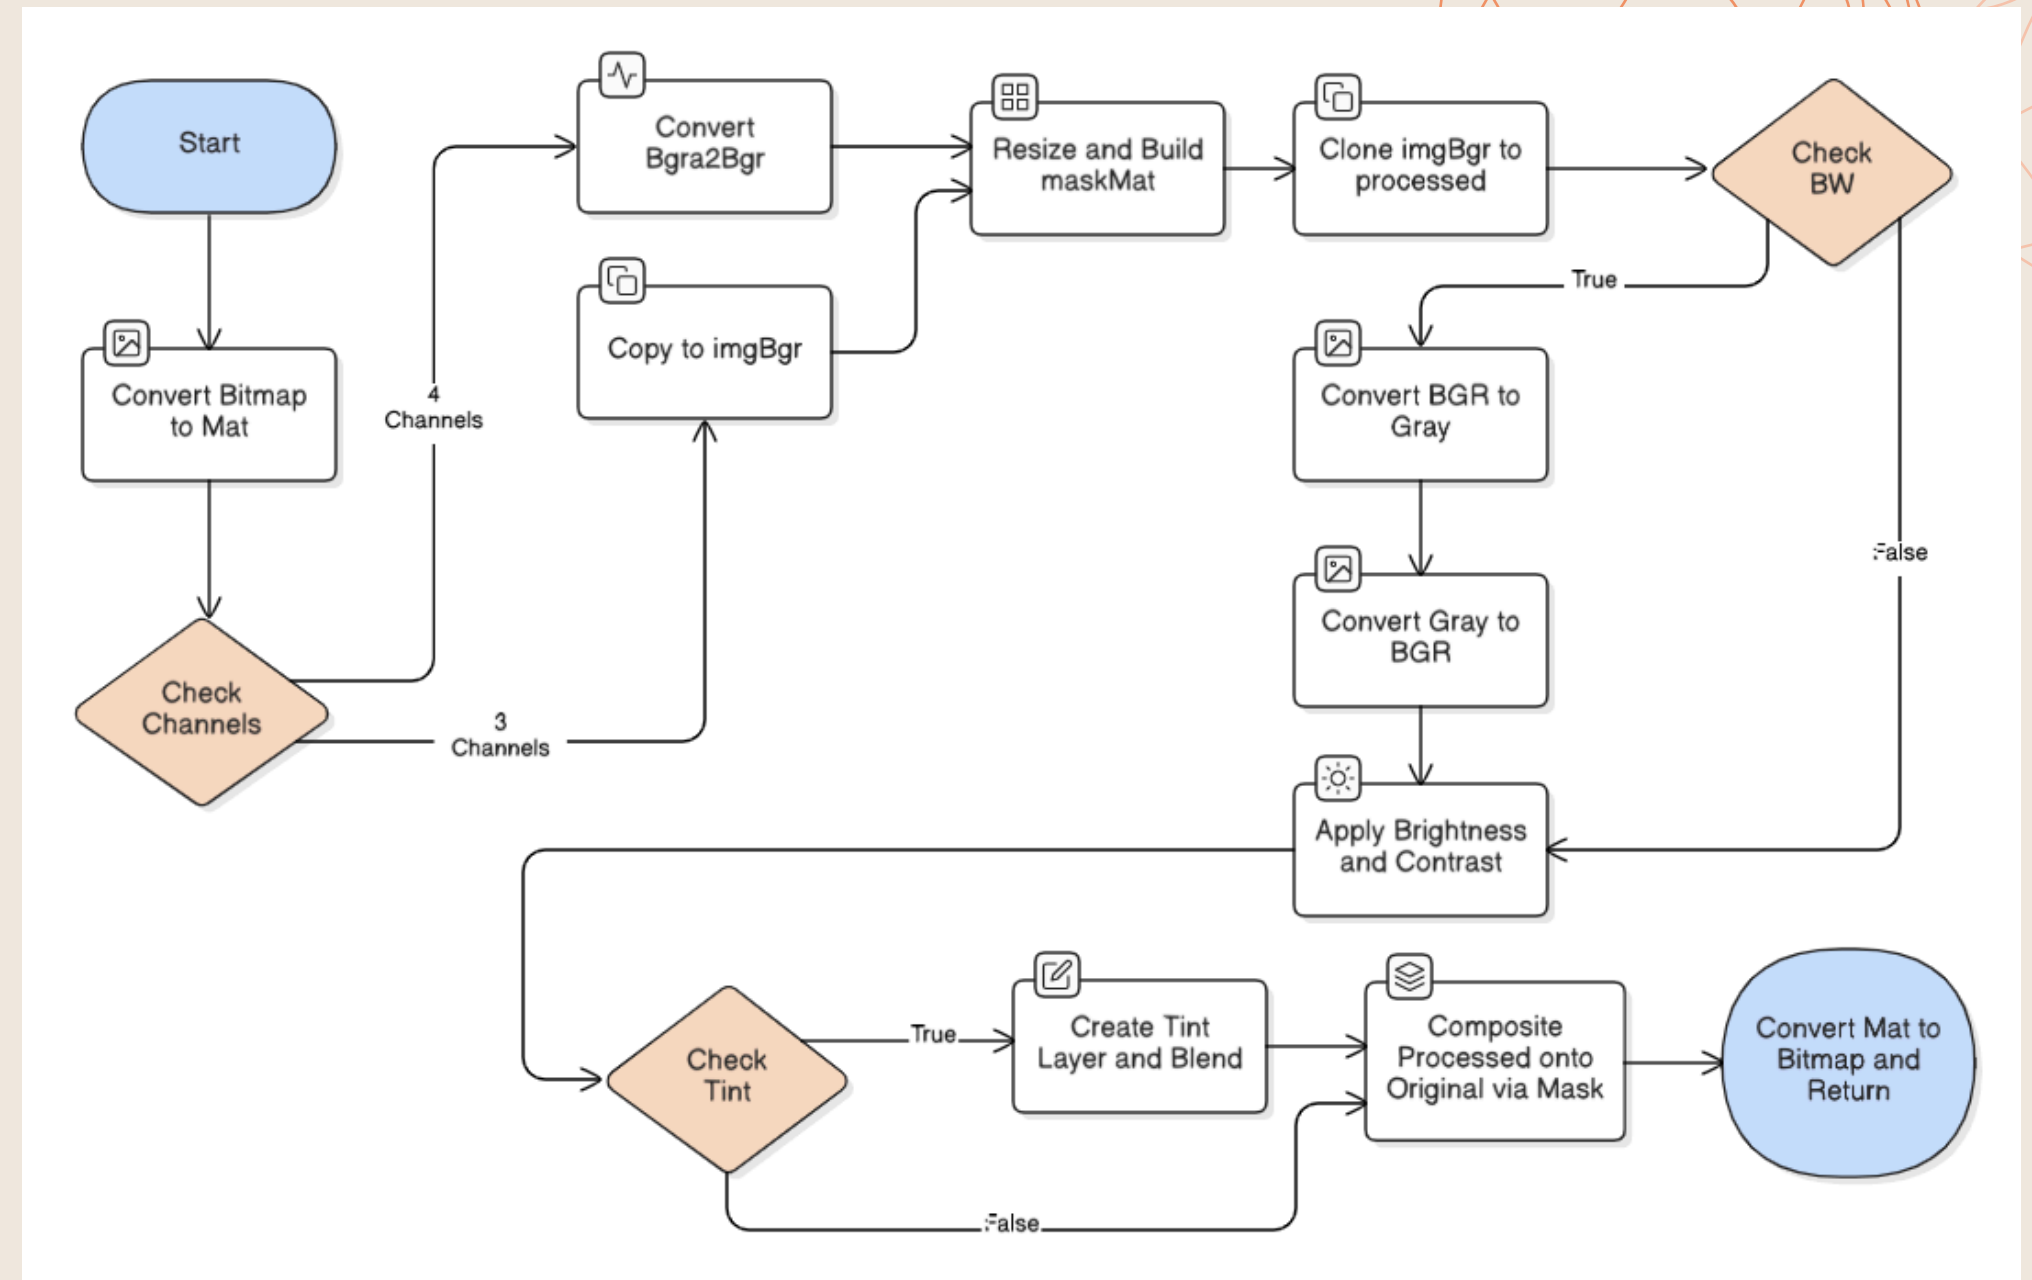 Start
Convert Bitmap
to Mat
Check
Channels
4
Channels
3
Channels
Convert
Bgra2Bgr
Copy to imgBgr
Resize and Build
maskMat
Clone imgBgr to
processed
Check
BW
True
False
Convert BGR to
Gray
Convert Gray to
BGR
Apply Brightness
and Contrast
Check
Tint
True
False
Create Tint
Layer and Blend
Composite
Processed onto
Original via Mask
Convert Mat to
Bitmap and
Return